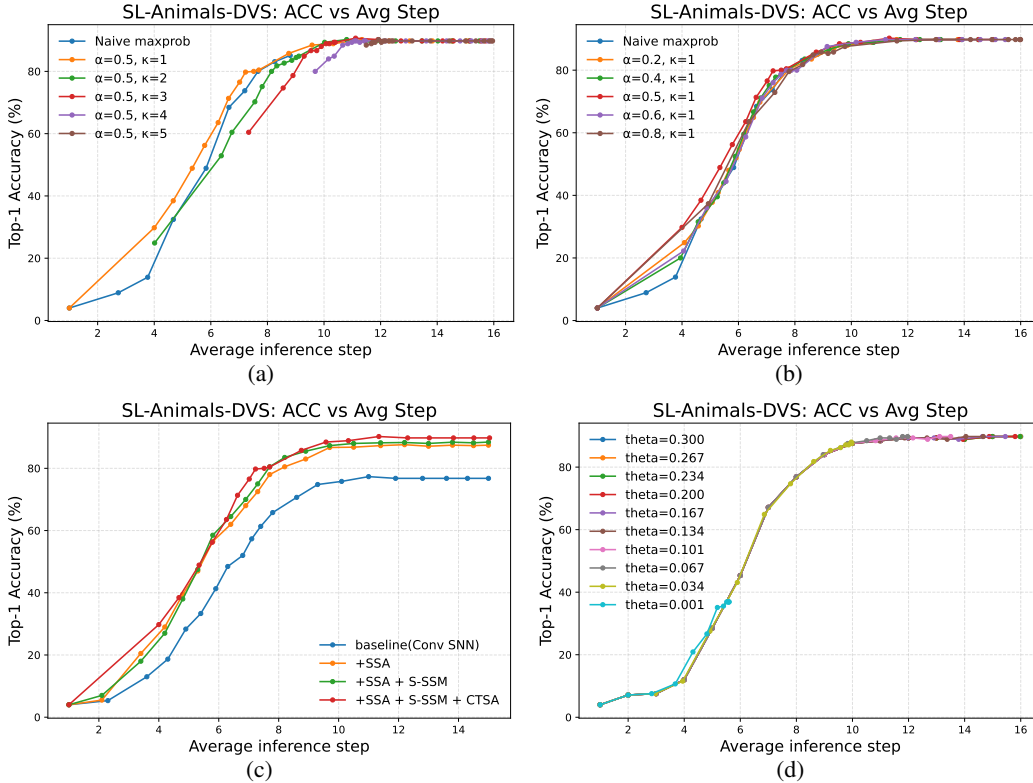 SL-Animals-DVS: ACC vs Avg Step
Top-1 Accuracy (%)
80
60
40
20
0
Naive maxprob
α=0.5, κ=1
α=0.5, κ=2
α=0.5, κ=3
α=0.5, κ=4
α=0.5, κ=5
2 4 6 8 10 12 14 16
Average inference step
(a)
SL-Animals-DVS: ACC vs Avg Step
Top-1 Accuracy (%)
80
60
40
20
0
Naive maxprob
α=0.2, κ=1
α=0.4, κ=1
α=0.5, κ=1
α=0.6, κ=1
α=0.8, κ=1
2 4 6 8 10 12 14 16
Average inference step
(b)
SL-Animals-DVS: ACC vs Avg Step
Top-1 Accuracy (%)
80
60
40
20
0
baseline(Conv SNN)
+SSA
+SSA + S-SSM
+SSA + S-SSM + CTSA
2 4 6 8 10 12 14
Average inference step
(c)
SL-Animals-DVS: ACC vs Avg Step
Top-1 Accuracy (%)
80
60
40
20
0
theta=0.300
theta=0.267
theta=0.234
theta=0.200
theta=0.167
theta=0.134
theta=0.101
theta=0.067
theta=0.034
theta=0.001
2 4 6 8 10 12 14 16
Average inference step
(d)